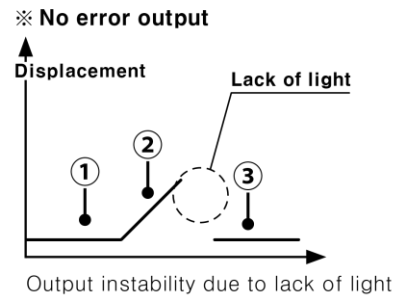 ※ No error output
Displacement
Lack of light
①
②
③
Output instability due to lack of light